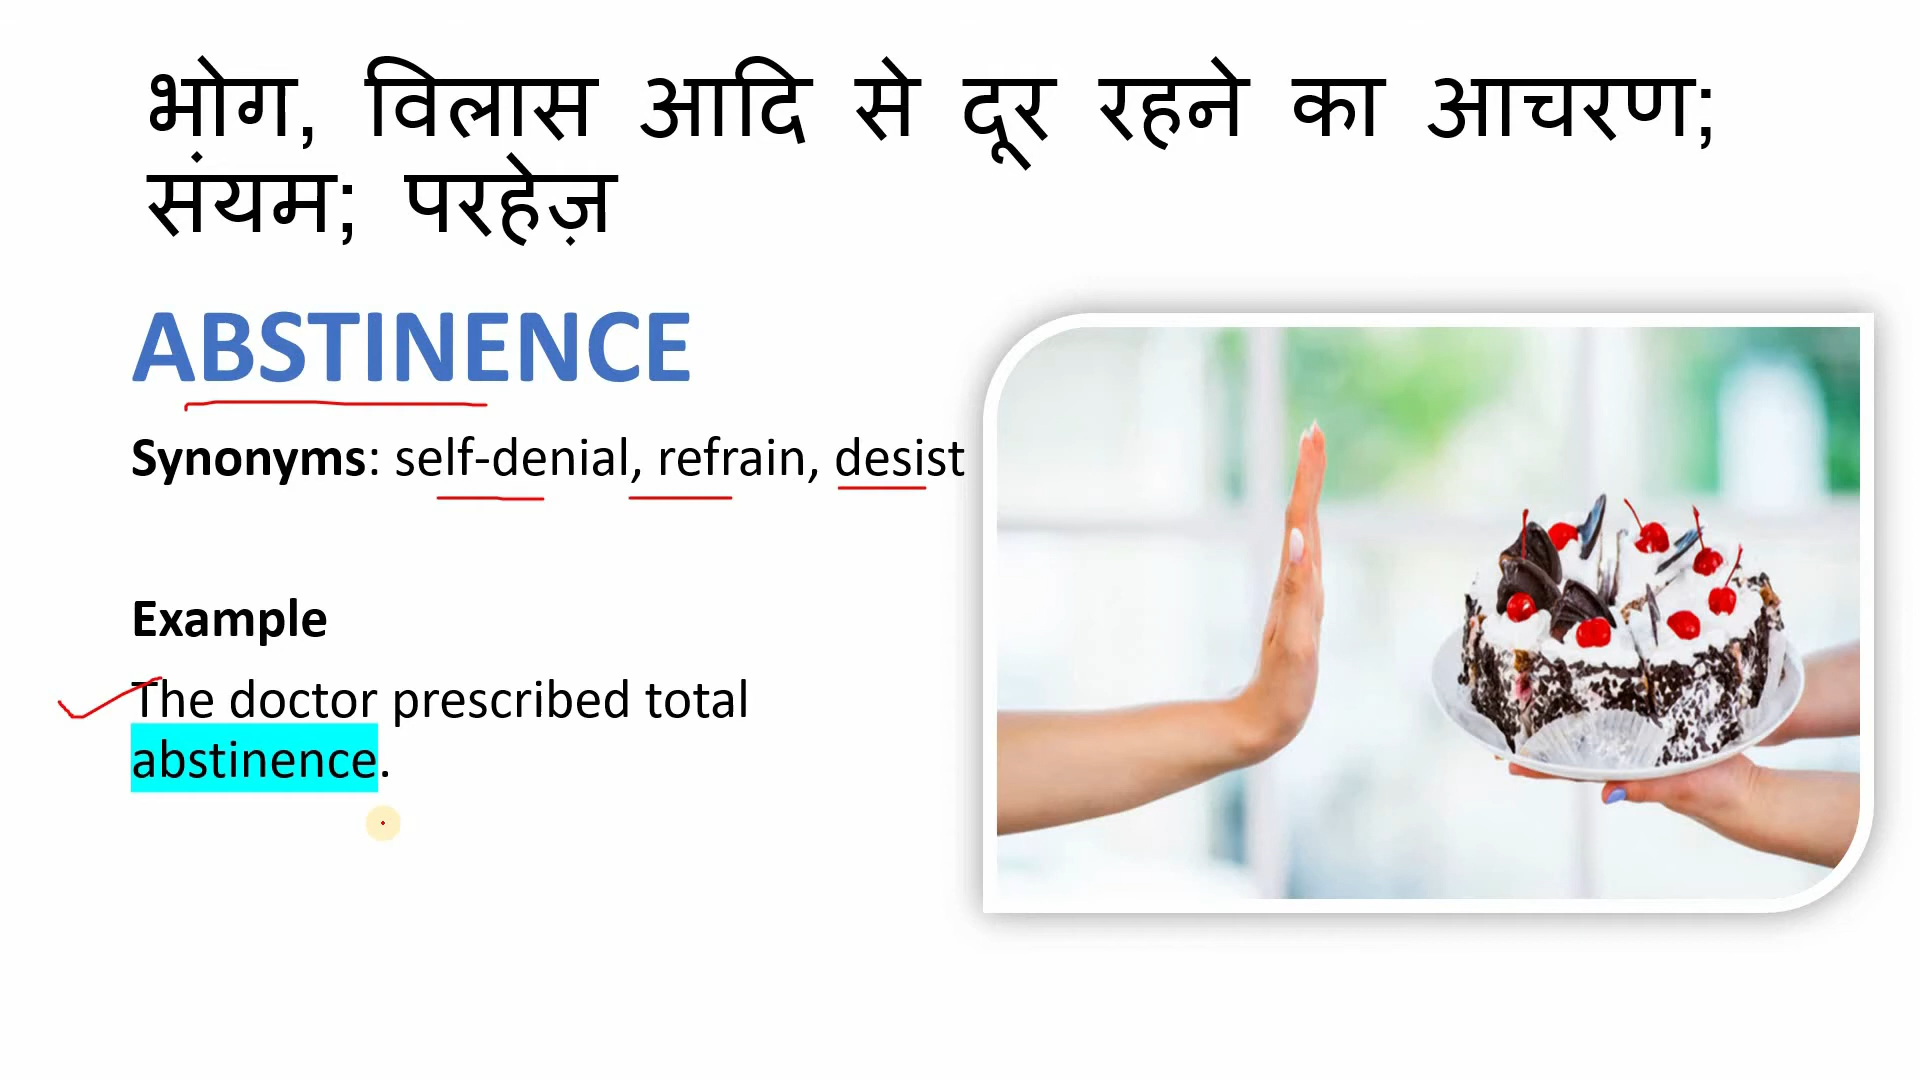 भोग, विलास आदि से दूर रहने का आचरण;
संयम; परहेज़
ABSTINENCE
Synonyms: self-denial, refrain, desist
Example
The doctor prescribed total
abstinence.